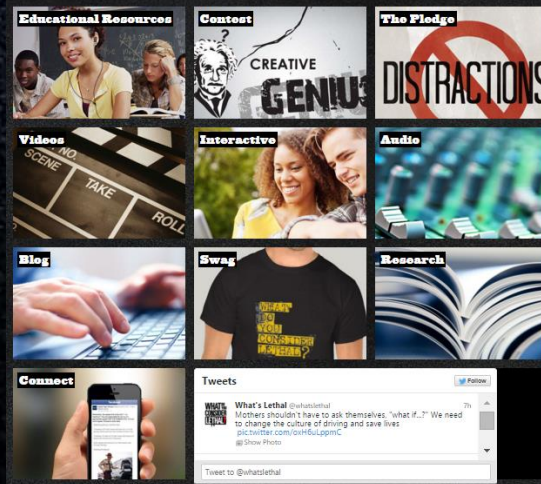 Educational Resources
Contest
The Pledge
?
CREATIVE
GENIUS
DISTRACTIONS
Videos
Interactive
Audio
NO.
SCENE
TAKE
ROLL
Blog
Swag
Research
WHAT
DO
YOU
CONSIDER
LETHAL?
Connect
Tweets
Follow
What's Lethal @whatslethal 7h
Mothers shouldn't have to ask themselves, "what if...?" We need
to change the culture of driving and save lives
pic.twitter.com/oxH6uLppmC
Show Photo
Tweet to @whatslethal